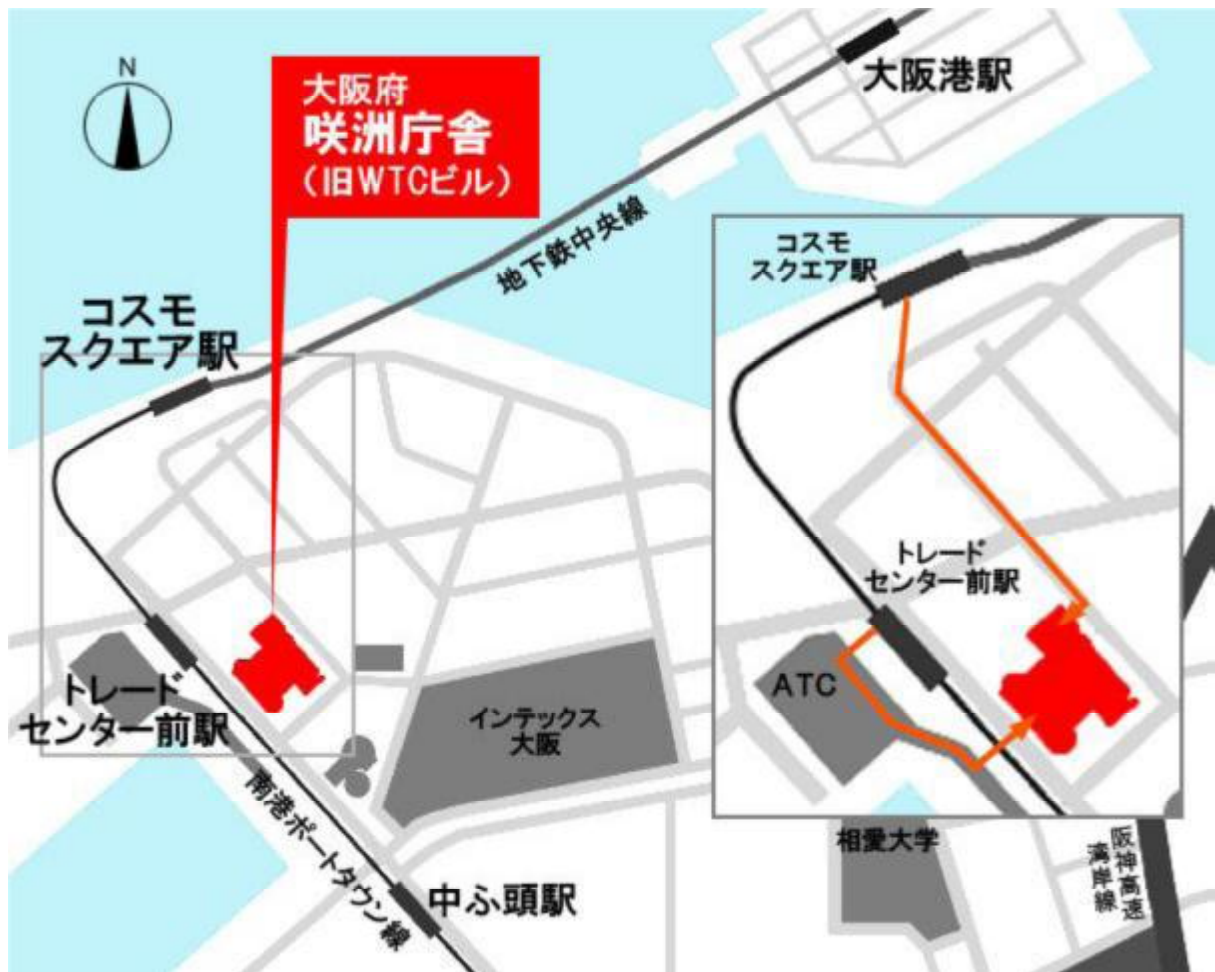 N
大阪府
咲洲庁舎
(旧WTCビル)
大阪港駅
地下鉄中央線
コスモ
スクエア駅
トレード
センター前駅
インテックス
大阪
南港ポートタウン線
中ふ頭駅
コスモ
スクエア駅
トレード
センター前駅
ATC
相愛大学
阪神高速
湾岸線